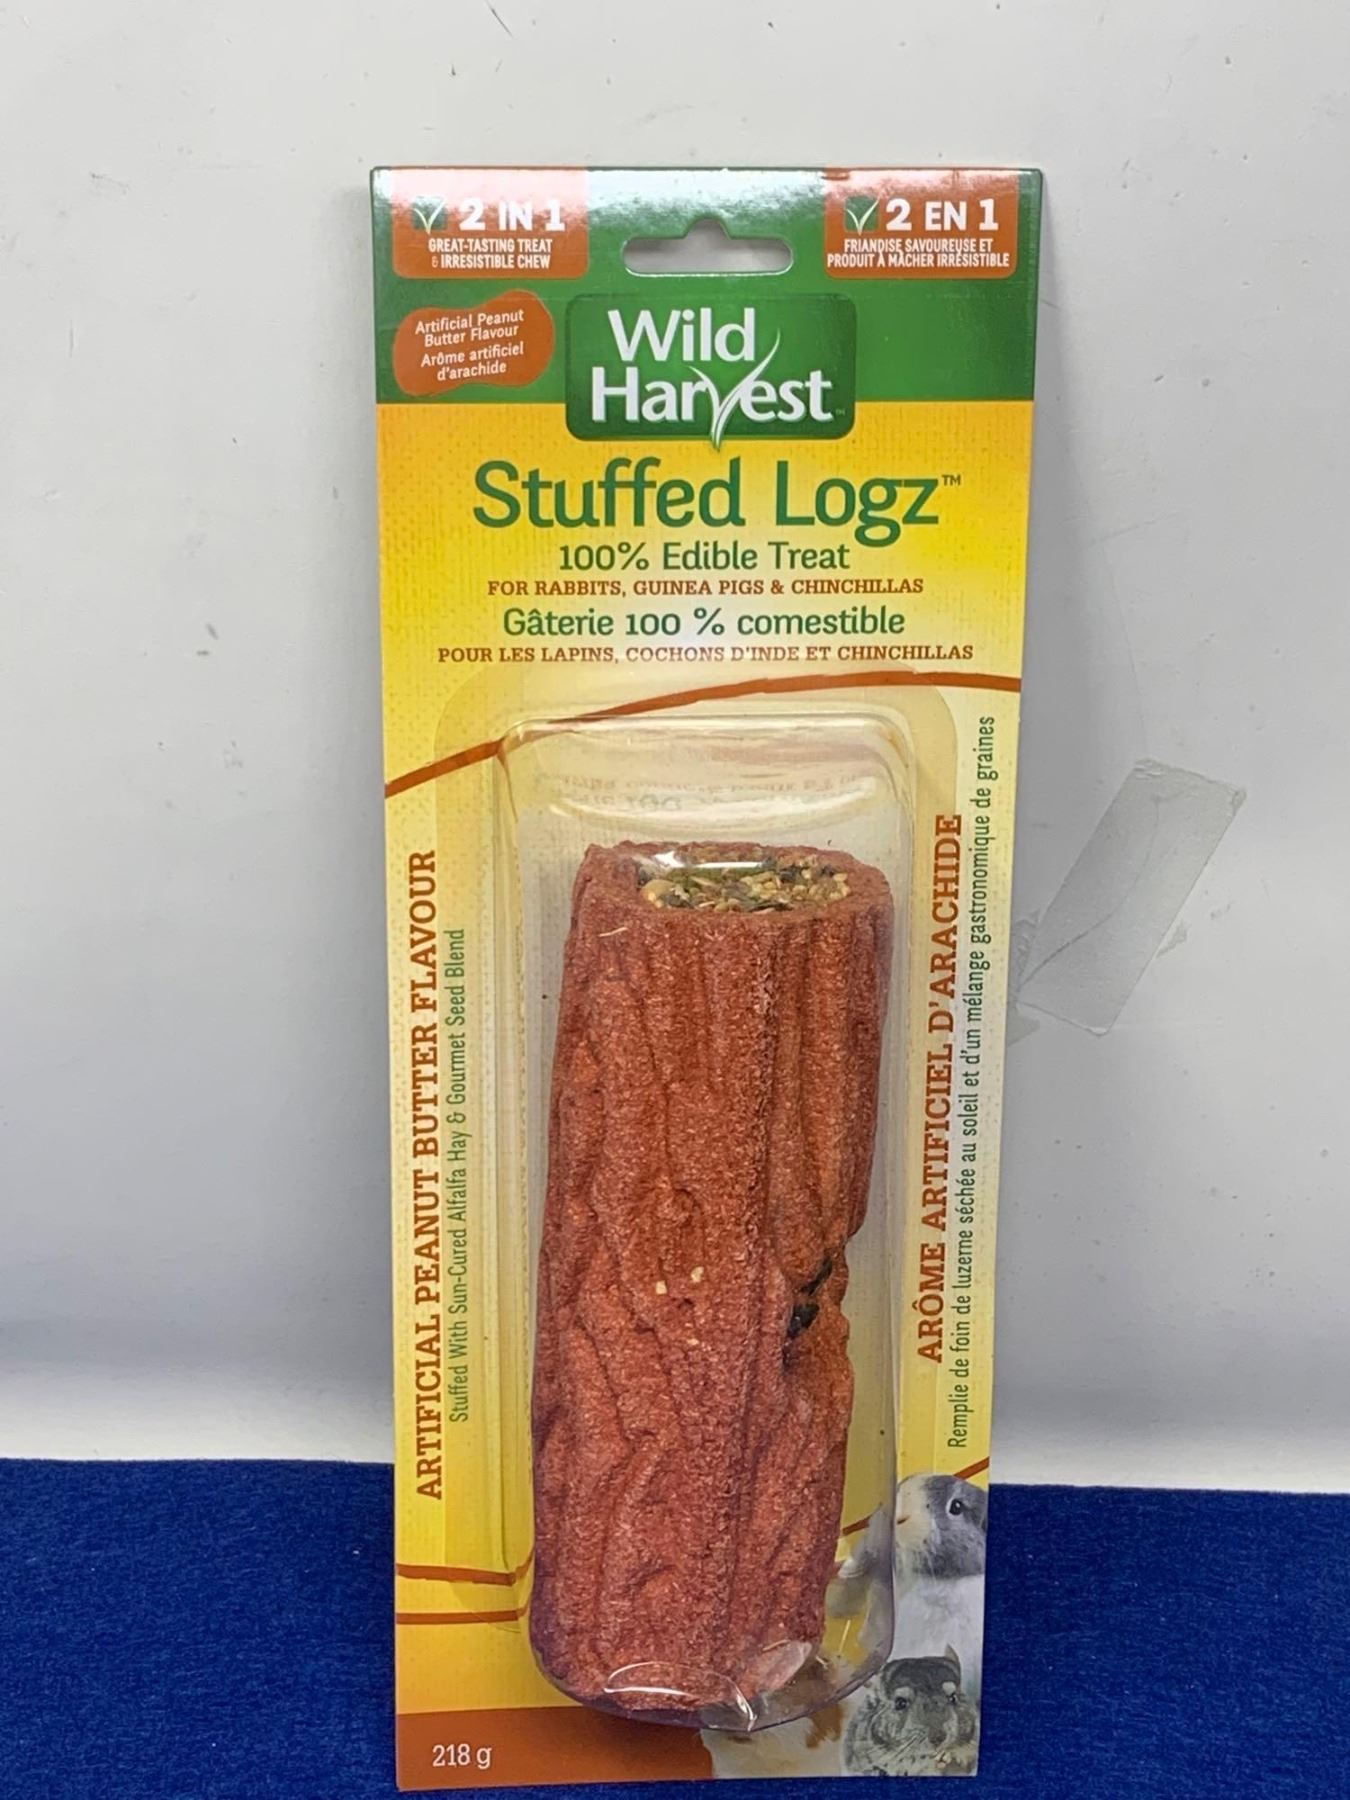 2 IN 1
GREAT-TASTING TREAT
& IRRESISTIBLE CHEW
2 EN 1
FRIANDISE SAVOUREUSE ET
PRODUIT À MÂCHER IRRÉSISTIBLE
Artificial Peanut
Butter Flavour
Arôme artificiel
d'arachide
Wild
Harvest™
Stuffed Logz™
100% Edible Treat
FOR RABBITS, GUINEA PIGS & CHINCHILLAS
Gâterie 100 % comestible
POUR LES LAPINS, COCHONS D'INDE ET CHINCHILLAS
ARTIFICIAL PEANUT BUTTER FLAVOUR
Stuffed With Sun-Cured Alfalfa Hay & Gourmet Seed Blend
ARÔME ARTIFICIEL D'ARACHIDE
Remplie de foin de luzerne séchée au soleil et d'un mélange gastronomique de graines
218 g